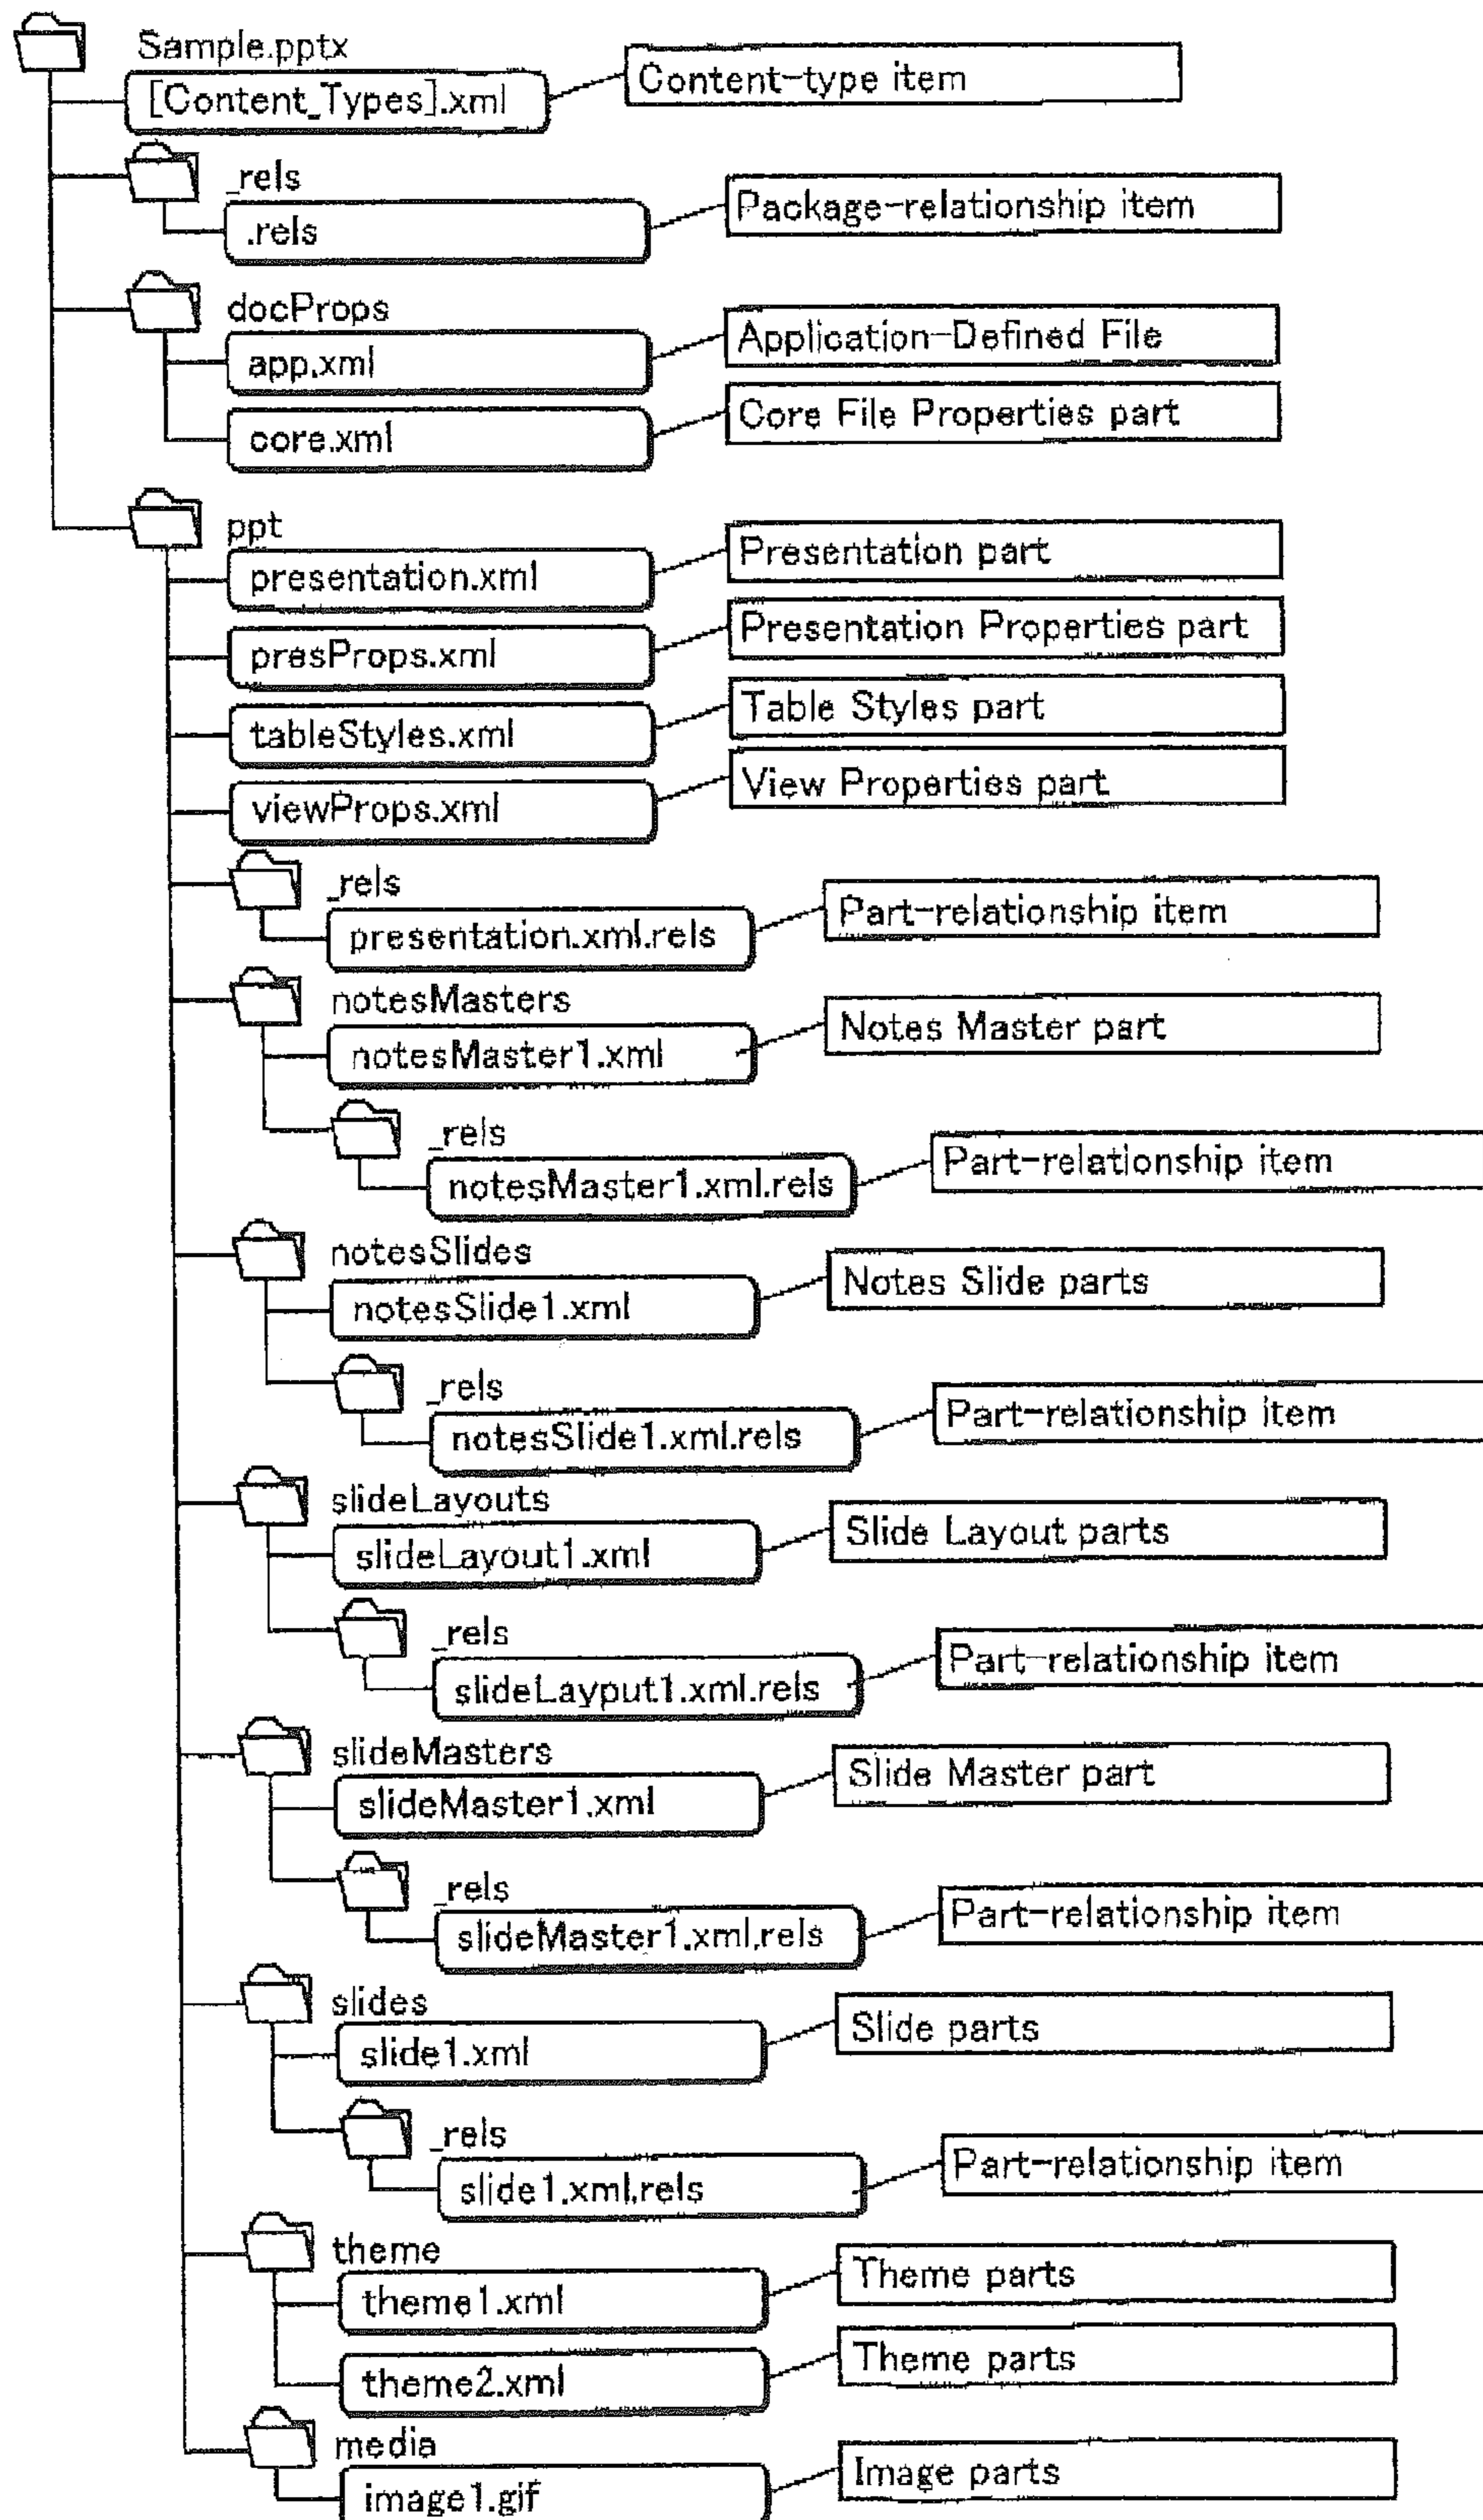 Sample.pptx
[Content_Types].xml
Content-type item
_rels
.rels
Package-relationship item
docProps
app.xml
Application-Defined File
core.xml
Core File Properties part
ppt
presentation.xml
Presentation part
presProps.xml
Presentation Properties part
tableStyles.xml
Table Styles part
viewProps.xml
View Properties part
_rels
presentation.xml.rels
Part-relationship item
notesMasters
notesMaster1.xml
Notes Master part
_rels
notesMaster1.xml.rels
Part-relationship item
notesSlides
notesSlide1.xml
Notes Slide parts
_rels
notesSlide1.xml.rels
Part-relationship item
slideLayouts
slideLayout1.xml
Slide Layout parts
_rels
slideLayput1.xml.rels
Part-relationship item
slideMasters
slideMaster1.xml
Slide Master part
_rels
slideMaster1.xml.rels
Part-relationship item
slides
slide1.xml
Slide parts
_rels
slide1.xml.rels
Part-relationship item
theme
theme1.xml
Theme parts
theme2.xml
Theme parts
media
image1.gif
Image parts